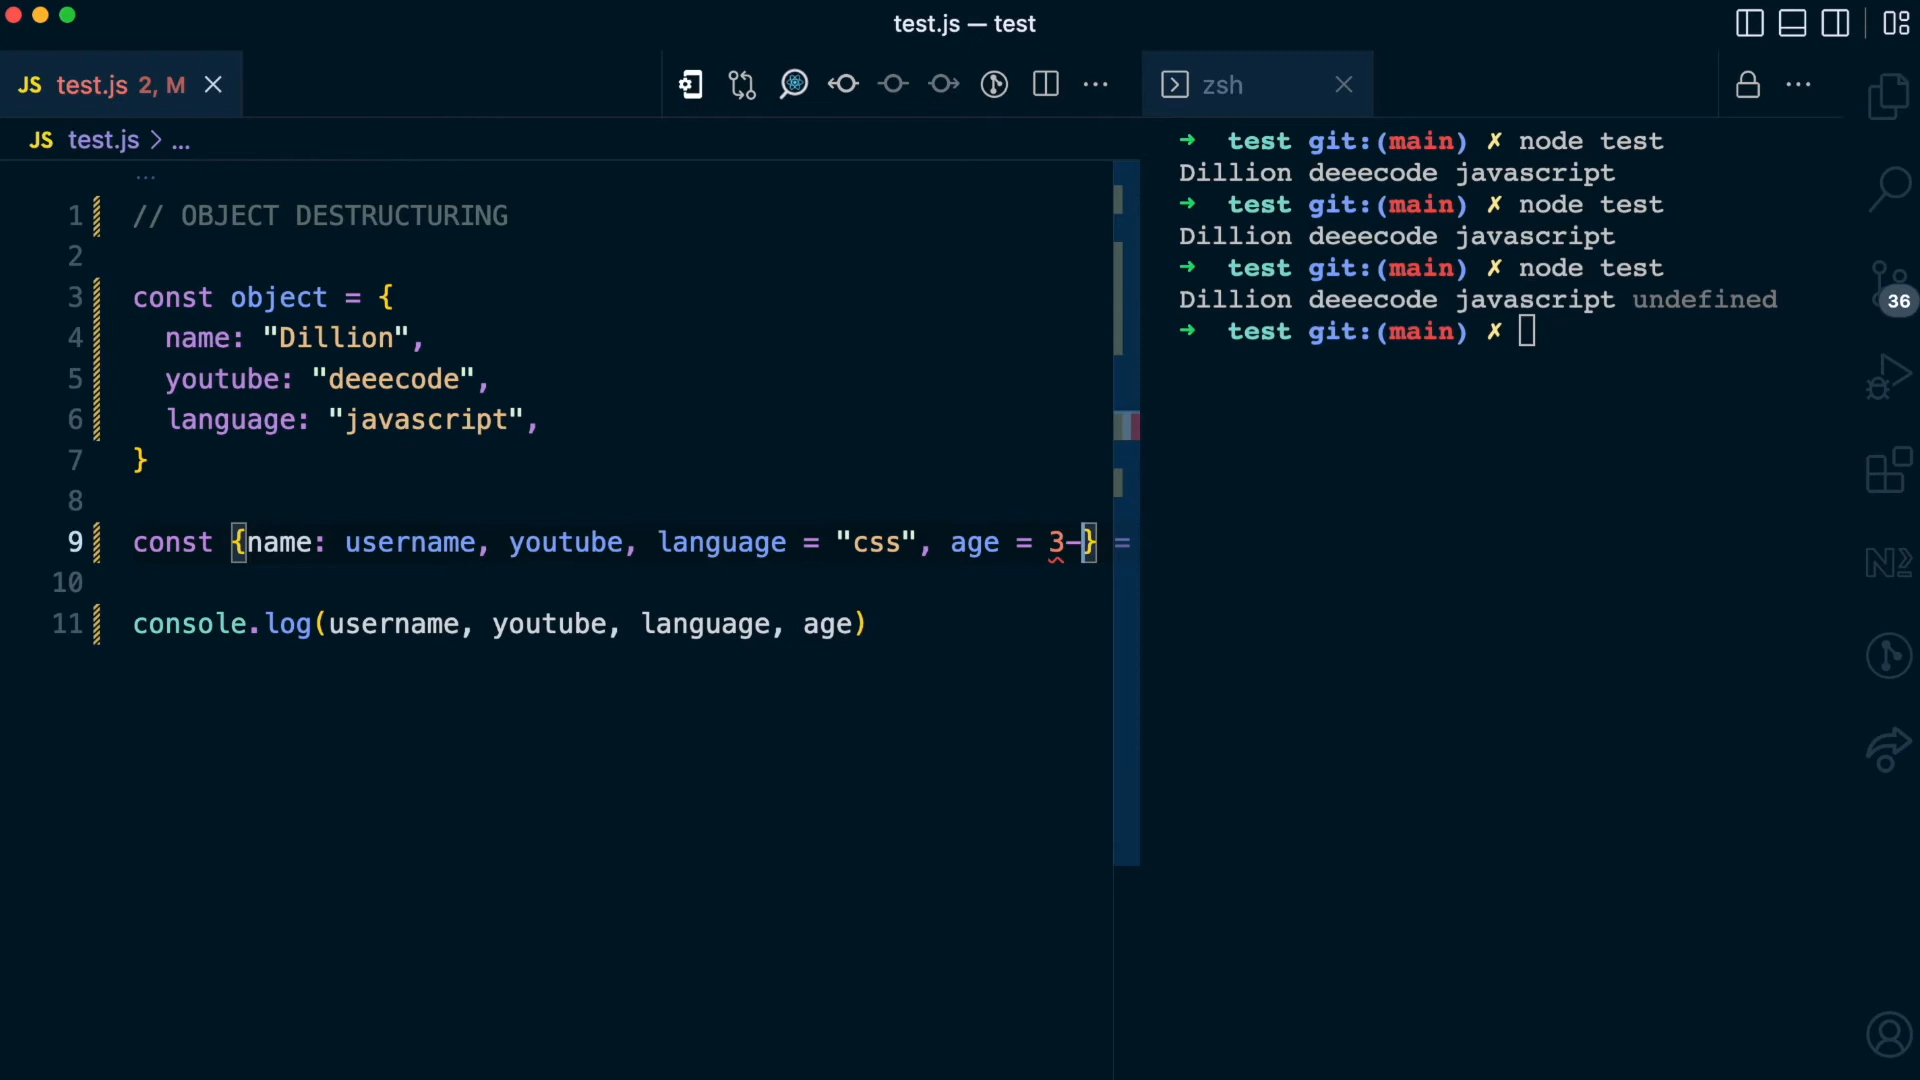 test.js — test
JS test.js 2, M
zsh
JS test.js > ...
...
1 // OBJECT DESTRUCTURING
2
3 const object = {
4 name: "Dillion",
5 youtube: "deeecode",
6 language: "javascript",
7 }
8
9 const {name: username, youtube, language = "css", age = 3-} =
10
11 console.log(username, youtube, language, age)
➜ test git:(main) ✗ node test
Dillion deeecode javascript
➜ test git:(main) ✗ node test
Dillion deeecode javascript
➜ test git:(main) ✗ node test
Dillion deeecode javascript undefined
➜ test git:(main) ✗
36